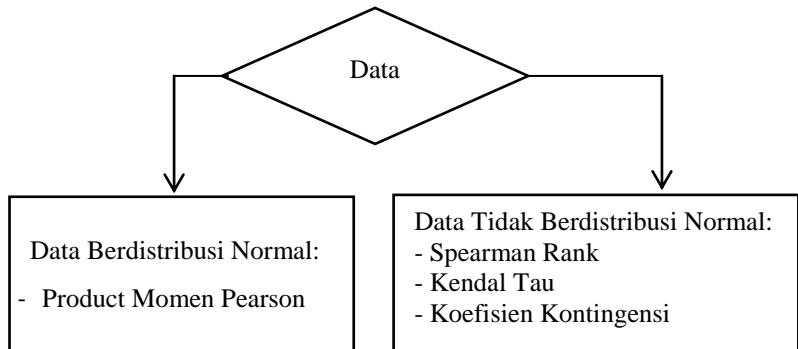 Data
Data Berdistribusi Normal:
- Product Momen Pearson
Data Tidak Berdistribusi Normal:
- Spearman Rank
- Kendal Tau
- Koefisien Kontingensi